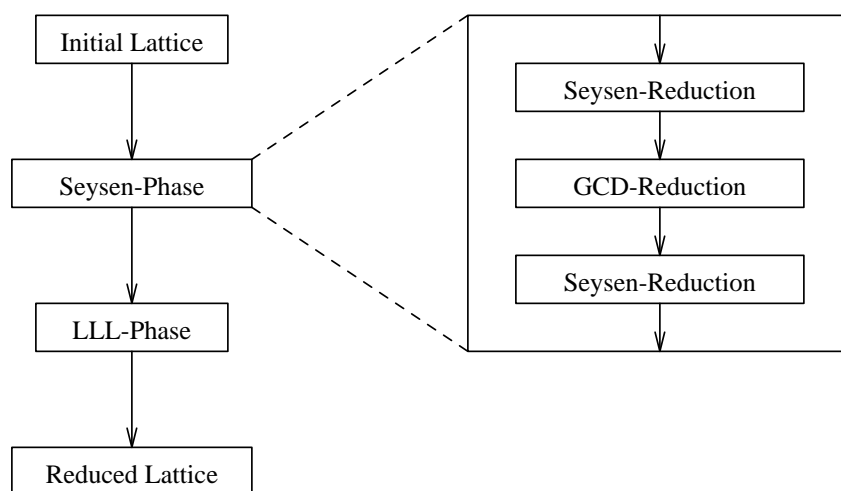 Initial Lattice
Seysen-Phase
LLL-Phase
Reduced Lattice
Seysen-Reduction
GCD-Reduction
Seysen-Reduction